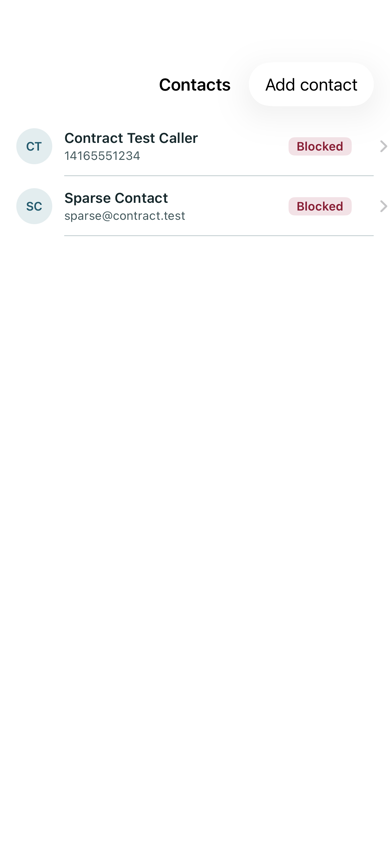 Contacts
Add contact
CT
Contract Test Caller
14165551234
Blocked
SC
Sparse Contact
sparse@contract.test
Blocked